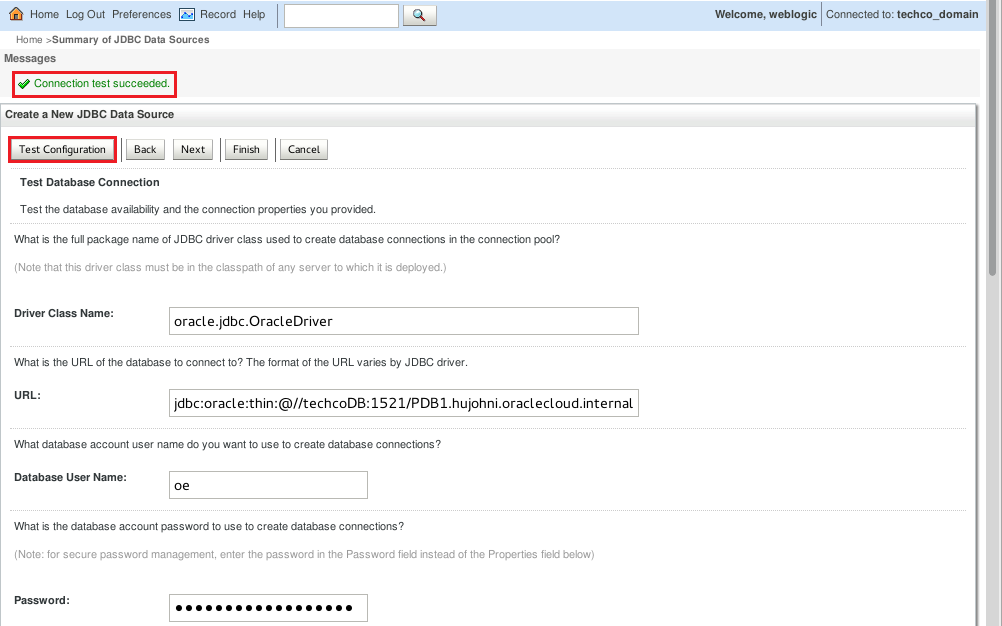 Home Log Out Preferences Record Help Welcome, weblogic Connected to: techco_domain
Home >Summary of JDBC Data Sources
Messages
Connection test succeeded.
Create a New JDBC Data Source
Test Configuration Back Next Finish Cancel
Test Database Connection
Test the database availability and the connection properties you provided.
What is the full package name of JDBC driver class used to create database connections in the connection pool?
(Note that this driver class must be in the classpath of any server to which it is deployed.)
Driver Class Name: oracle.jdbc.OracleDriver
What is the URL of the database to connect to? The format of the URL varies by JDBC driver.
URL: jdbc:oracle:thin:@//techcoDB:1521/PDB1.hujohni.oraclecloud.internal
What database account user name do you want to use to create database connections?
Database User Name: oe
What is the database account password to use to create database connections?
(Note: for secure password management, enter the password in the Password field instead of the Properties field below)
Password: ●●●●●●●●●●●●●●●●●●